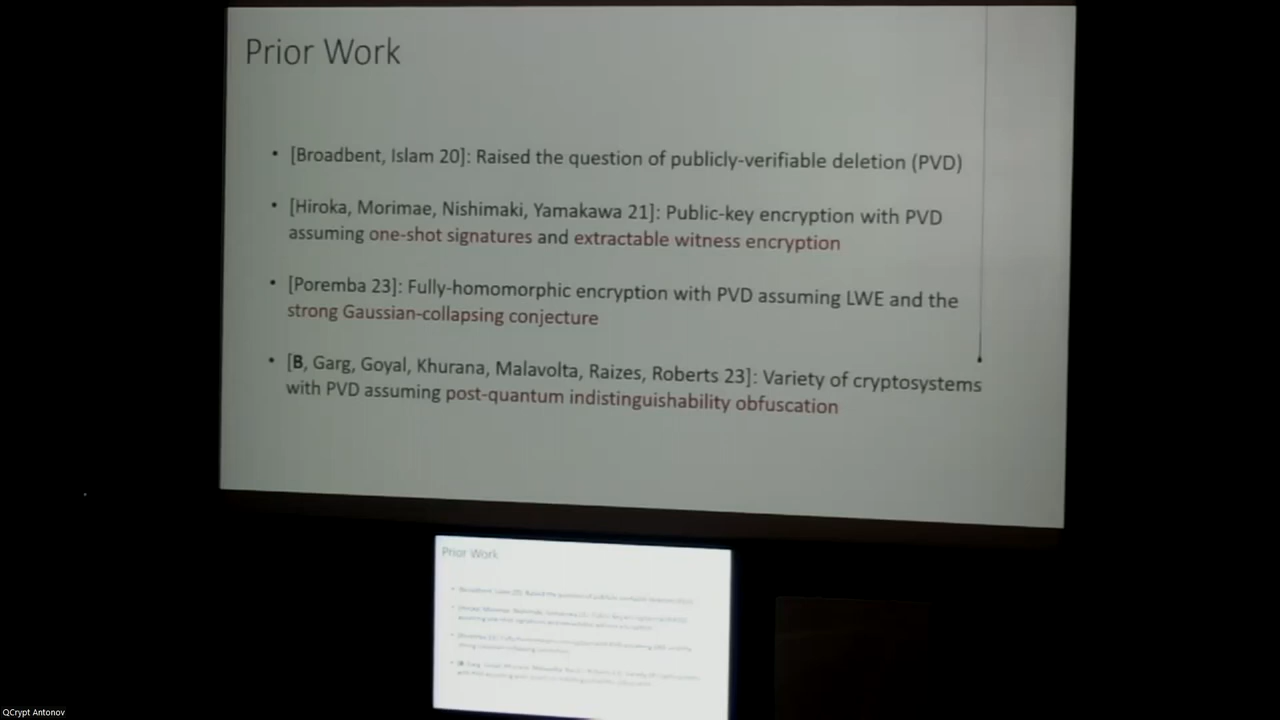 Prior Work
• [Broadbent, Islam 20]: Raised the question of publicly-verifiable deletion (PVD)
• [Hiroka, Morimae, Nishimaki, Yamakawa 21]: Public-key encryption with PVD
assuming one-shot signatures and extractable witness encryption
• [Poremba 23]: Fully-homomorphic encryption with PVD assuming LWE and the
strong Gaussian-collapsing conjecture
• [B, Garg, Goyal, Khurana, Malavolta, Raizes, Roberts 23]: Variety of cryptosystems
with PVD assuming post-quantum indistinguishability obfuscation
Prior Work
QCrypt Antonov